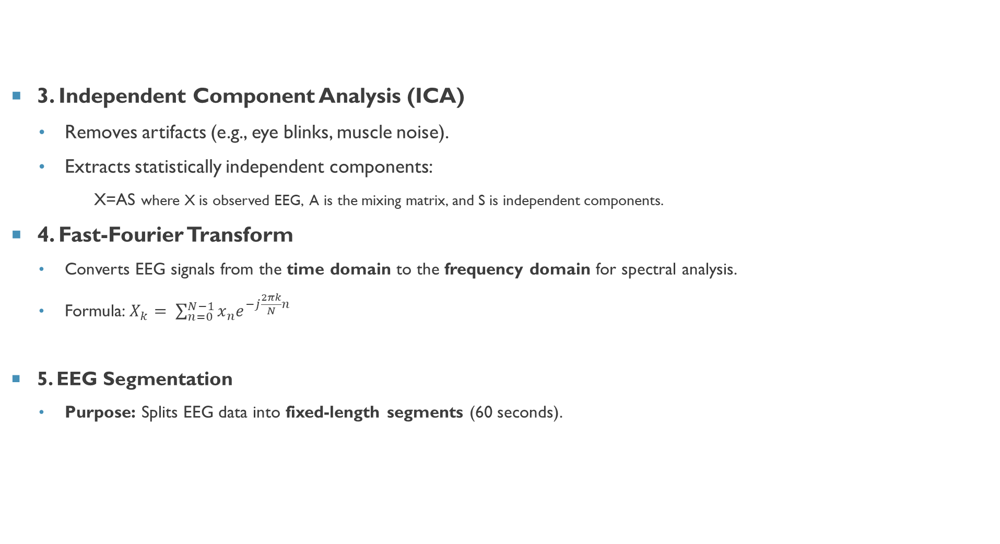 ▪ 3. Independent Component Analysis (ICA)
• Removes artifacts (e.g., eye blinks, muscle noise).
• Extracts statistically independent components:
X=AS where X is observed EEG, A is the mixing matrix, and S is independent components.
▪ 4. Fast-Fourier Transform
• Converts EEG signals from the time domain to the frequency domain for spectral analysis.
• Formula: $X_k = \sum_{n=0}^{N-1} x_n e^{-j\frac{2\pi k}{N}n}$
▪ 5. EEG Segmentation
• Purpose: Splits EEG data into fixed-length segments (60 seconds).